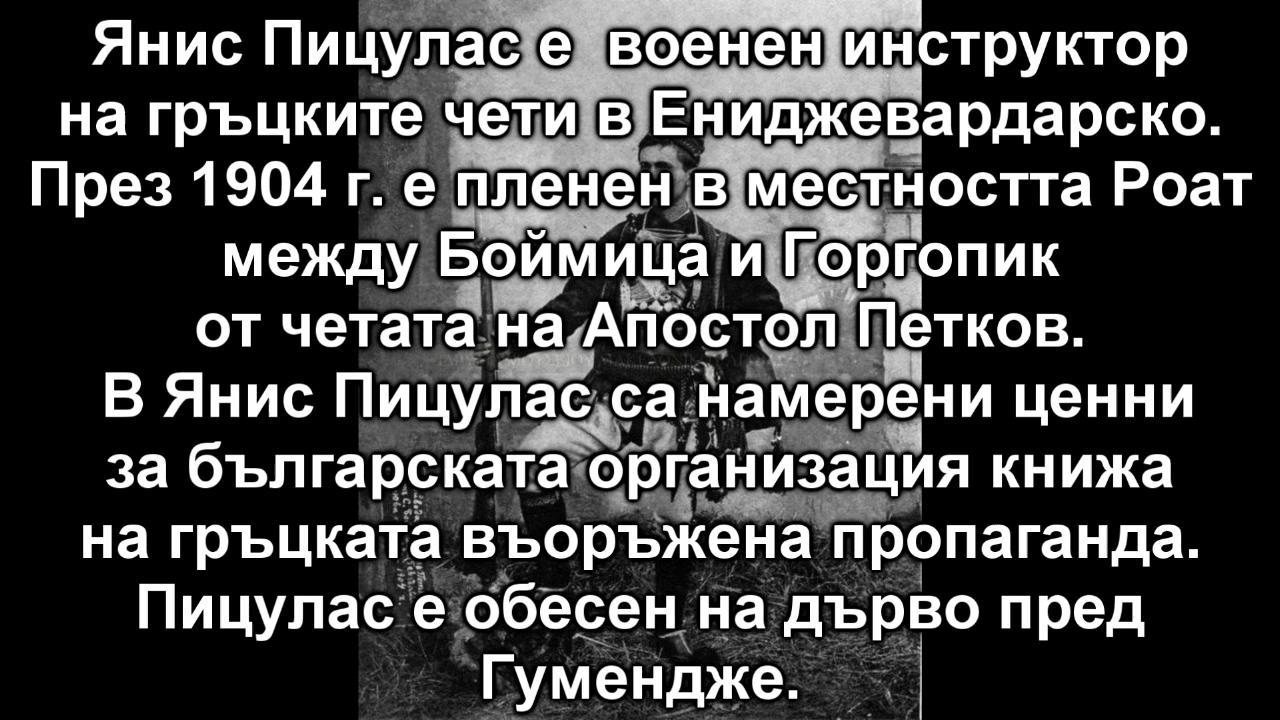 Янис Пицулас е военен инструктор
на гръцките чети в Ениджевардарско.
През 1904 г. е пленен в местността Роат
между Боймица и Горгопик
от четата на Апостол Петков.
В Янис Пицулас са намерени ценни
за българската организация книжа
на гръцката въоръжена пропаганда.
Пицулас е обесен на дърво пред
Гумендже.